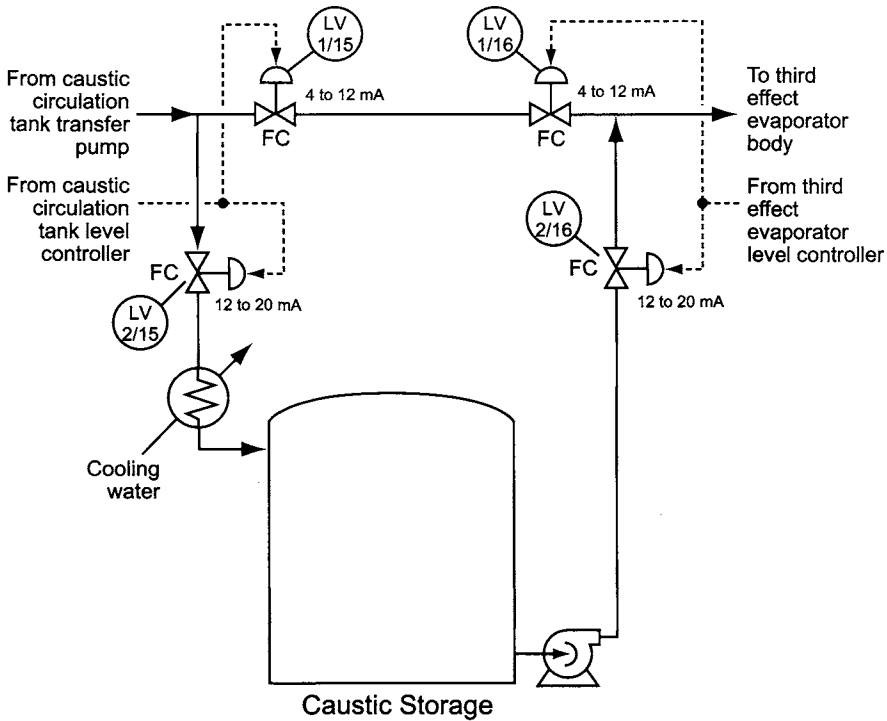 LV
1/15
LV
1/16
From caustic
circulation
tank transfer
pump
4 to 12 mA
FC
4 to 12 mA
FC
To third
effect
evaporator
body
From caustic
circulation
tank level
controller
From third
effect
evaporator
level controller
LV
2/16
FC
12 to 20 mA
FC
12 to 20 mA
LV
2/15
Cooling
water
Caustic Storage